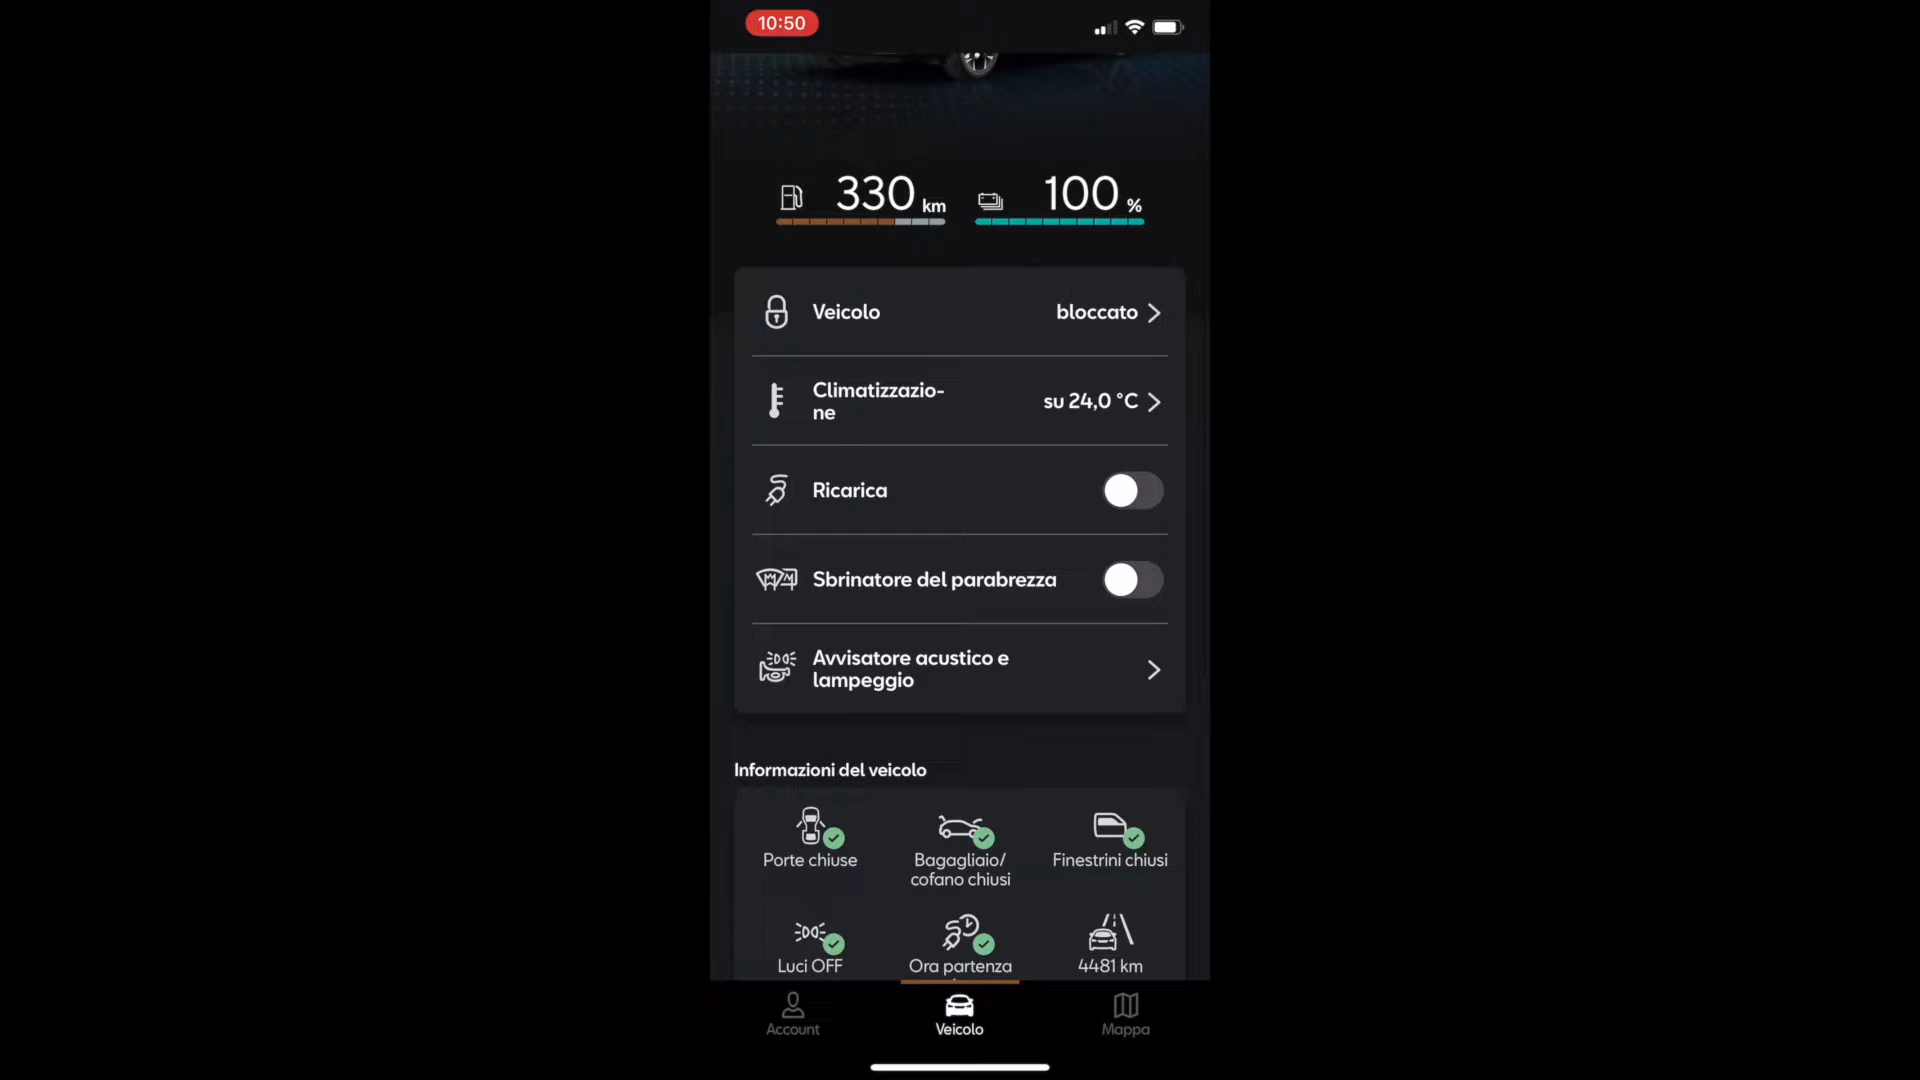 10:50
330 km
100 %
Veicolo
bloccato
Climatizzazio-
ne
su 24,0 °C
Ricarica
Sbrinatore del parabrezza
Avvisatore acustico e
lampeggio
Informazioni del veicolo
Porte chiuse
Bagagliaio/
cofano chiusi
Finestrini chiusi
Luci OFF
Ora partenza
4481 km
Account
Veicolo
Mappa